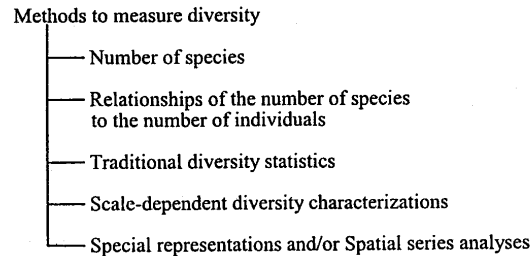 Methods to measure diversity
Number of species
Relationships of the number of species
to the number of individuals
Traditional diversity statistics
Scale-dependent diversity characterizations
Special representations and/or Spatial series analyses